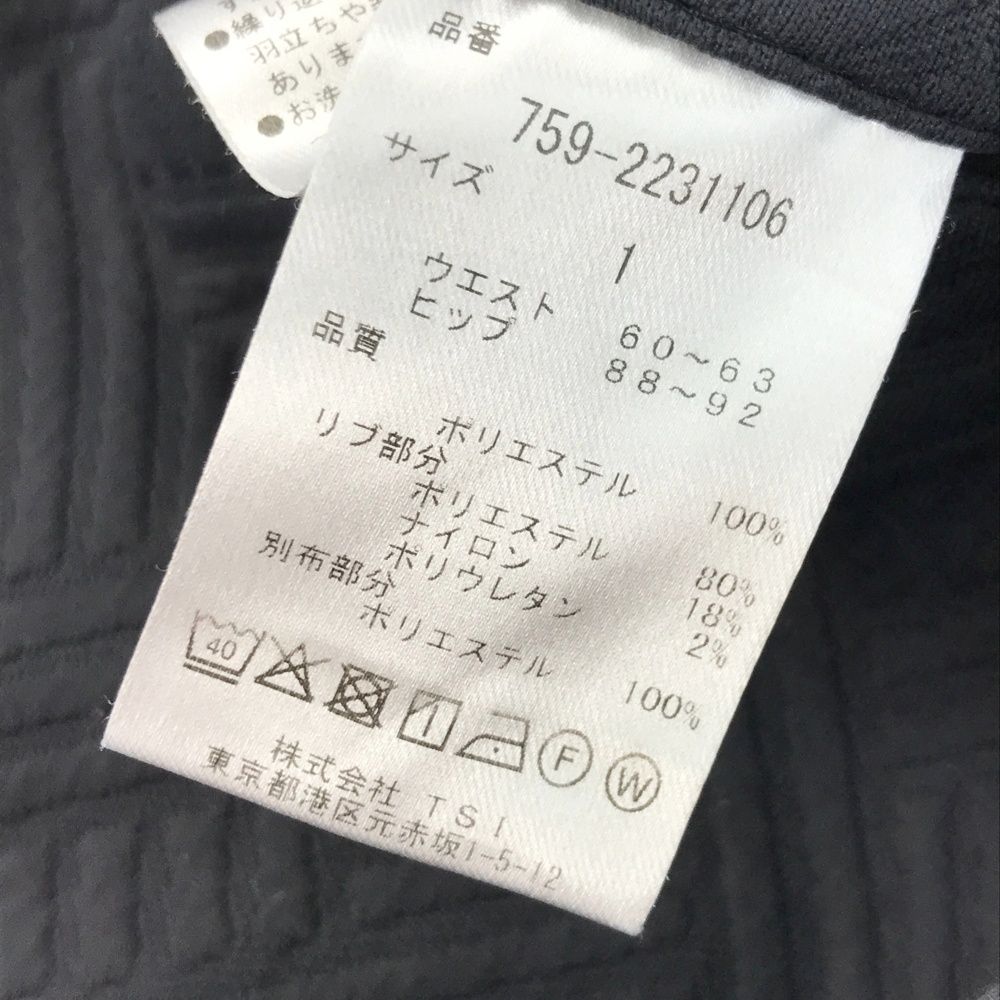 ●繰り返
羽立ちや
ありま
●お洗
品番
759-2231106
サイズ
1
ウエスト 60～63
ヒップ 88～92
品質
ポリエステル 100%
リブ部分
ポリエステル 80%
ナイロン 18%
ポリウレタン 2%
別布部分
ポリエステル 100%
40
F
W
株式会社 TSI
東京都港区元赤坂1-5-12